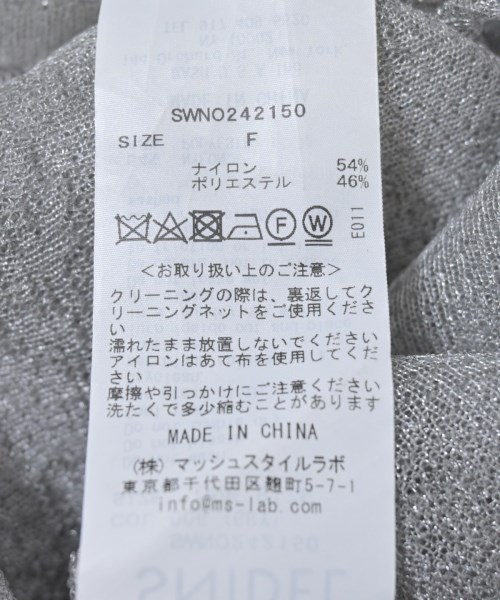 SWNO242150
SIZE F
ナイロン 54%
ポリエステル 46%
F W
E011
<お取り扱い上のご注意>
クリーニングの際は、裏返してク
リーニングネットをご使用くださ
い
濡れたまま放置しないでください
アイロンはあて布を使用してくだ
さい
摩擦や引っかけにご注意ください
洗たくで多少縮むことがあります
MADE IN CHINA
(株) マッシュスタイルラボ
東京都千代田区麹町5-7-1
info@ms-lab.com
SWNO242150
SNIDEL